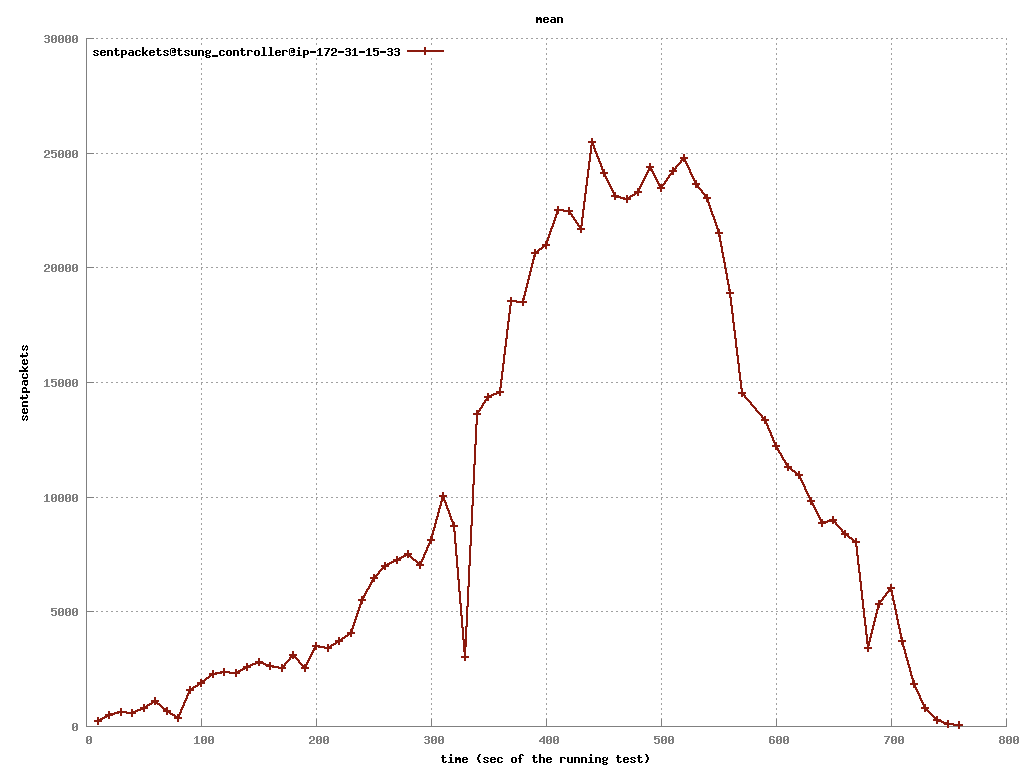 mean
30000
sentpackets@tsung_controller@ip-172-31-15-33
25000
20000
15000
10000
5000
0
sentpackets
0 100 200 300 400 500 600 700 800
time (sec of the running test)